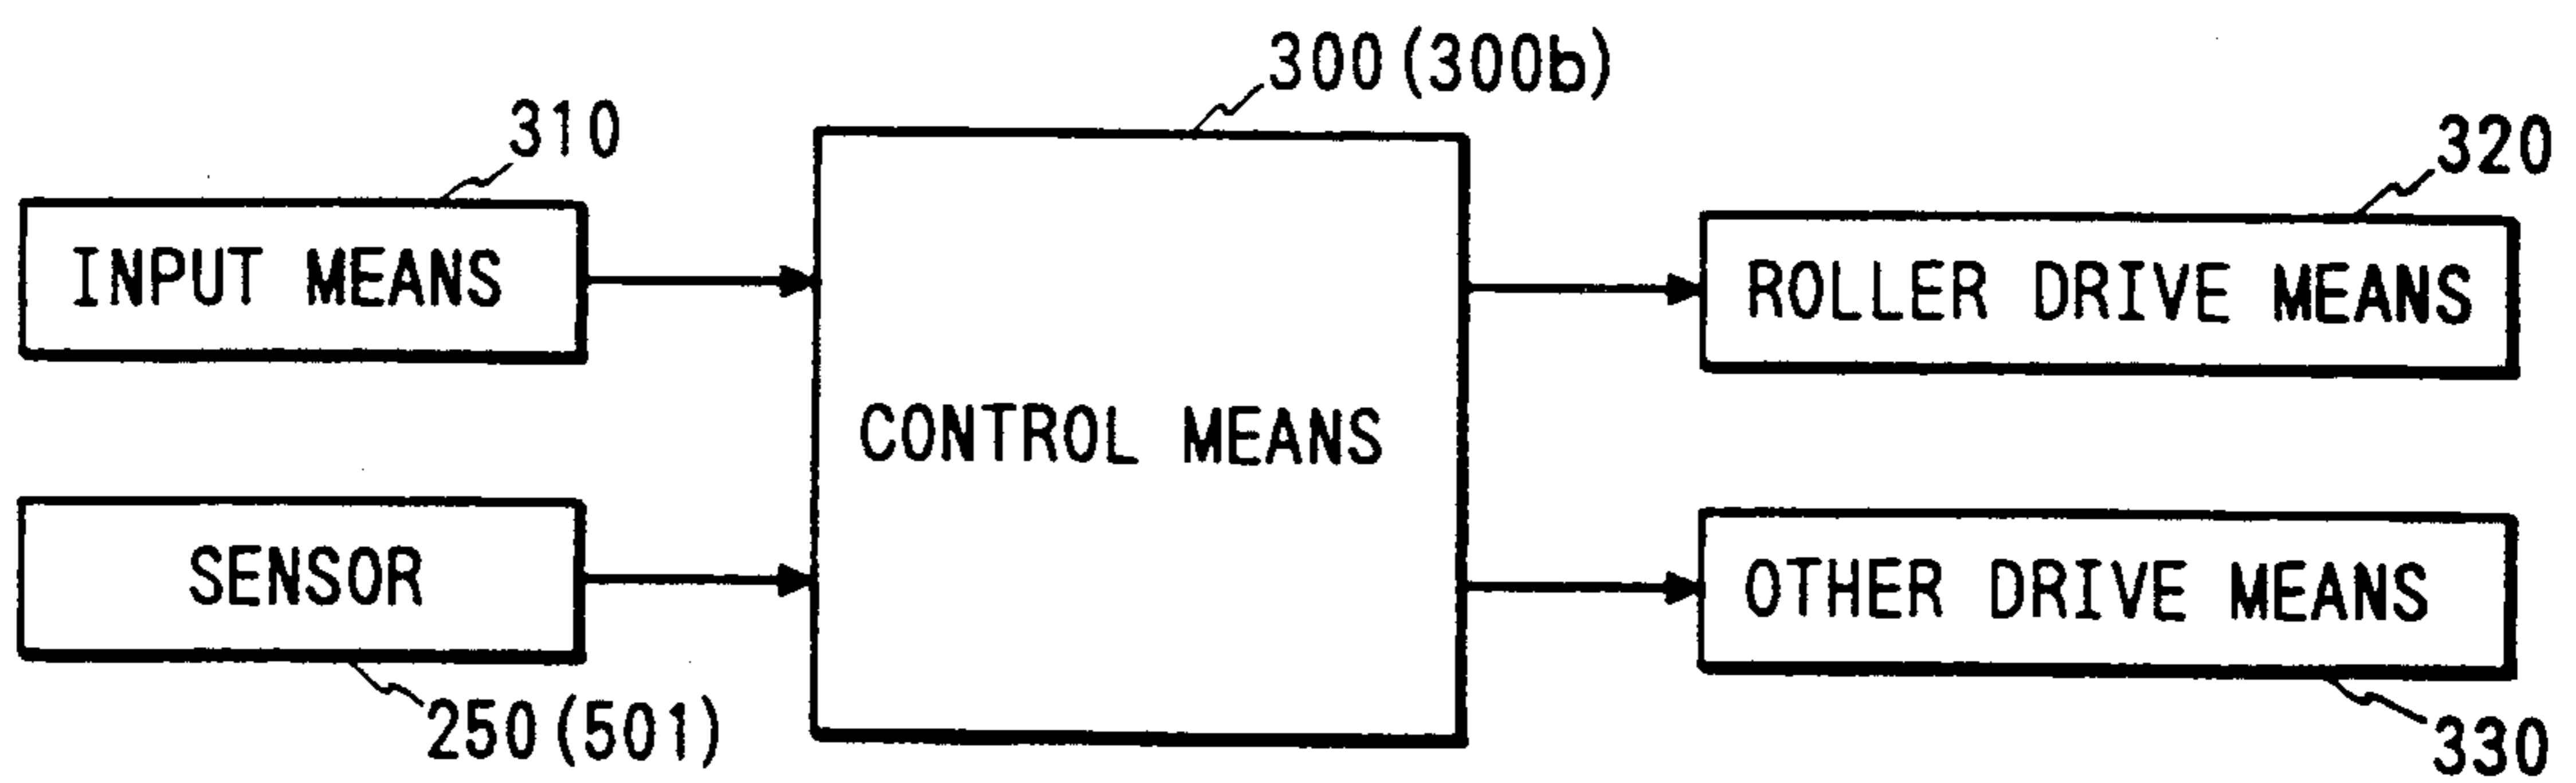 300(300b)
310
320
INPUT MEANS
ROLLER DRIVE MEANS
CONTROL MEANS
SENSOR
OTHER DRIVE MEANS
250(501)
330